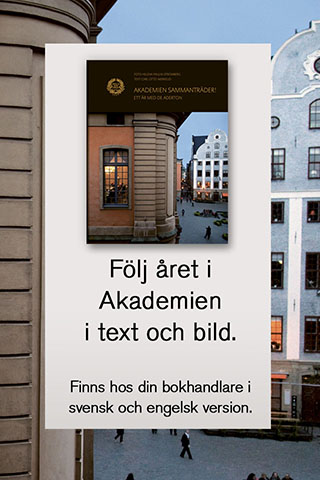 AKADEMIEN SAMMANTRÄDER!
ETT ÅR MED DE ADERTON
Följ året i
Akademien
i text och bild.
Finns hos din bokhandlare i
svensk och engelsk version.